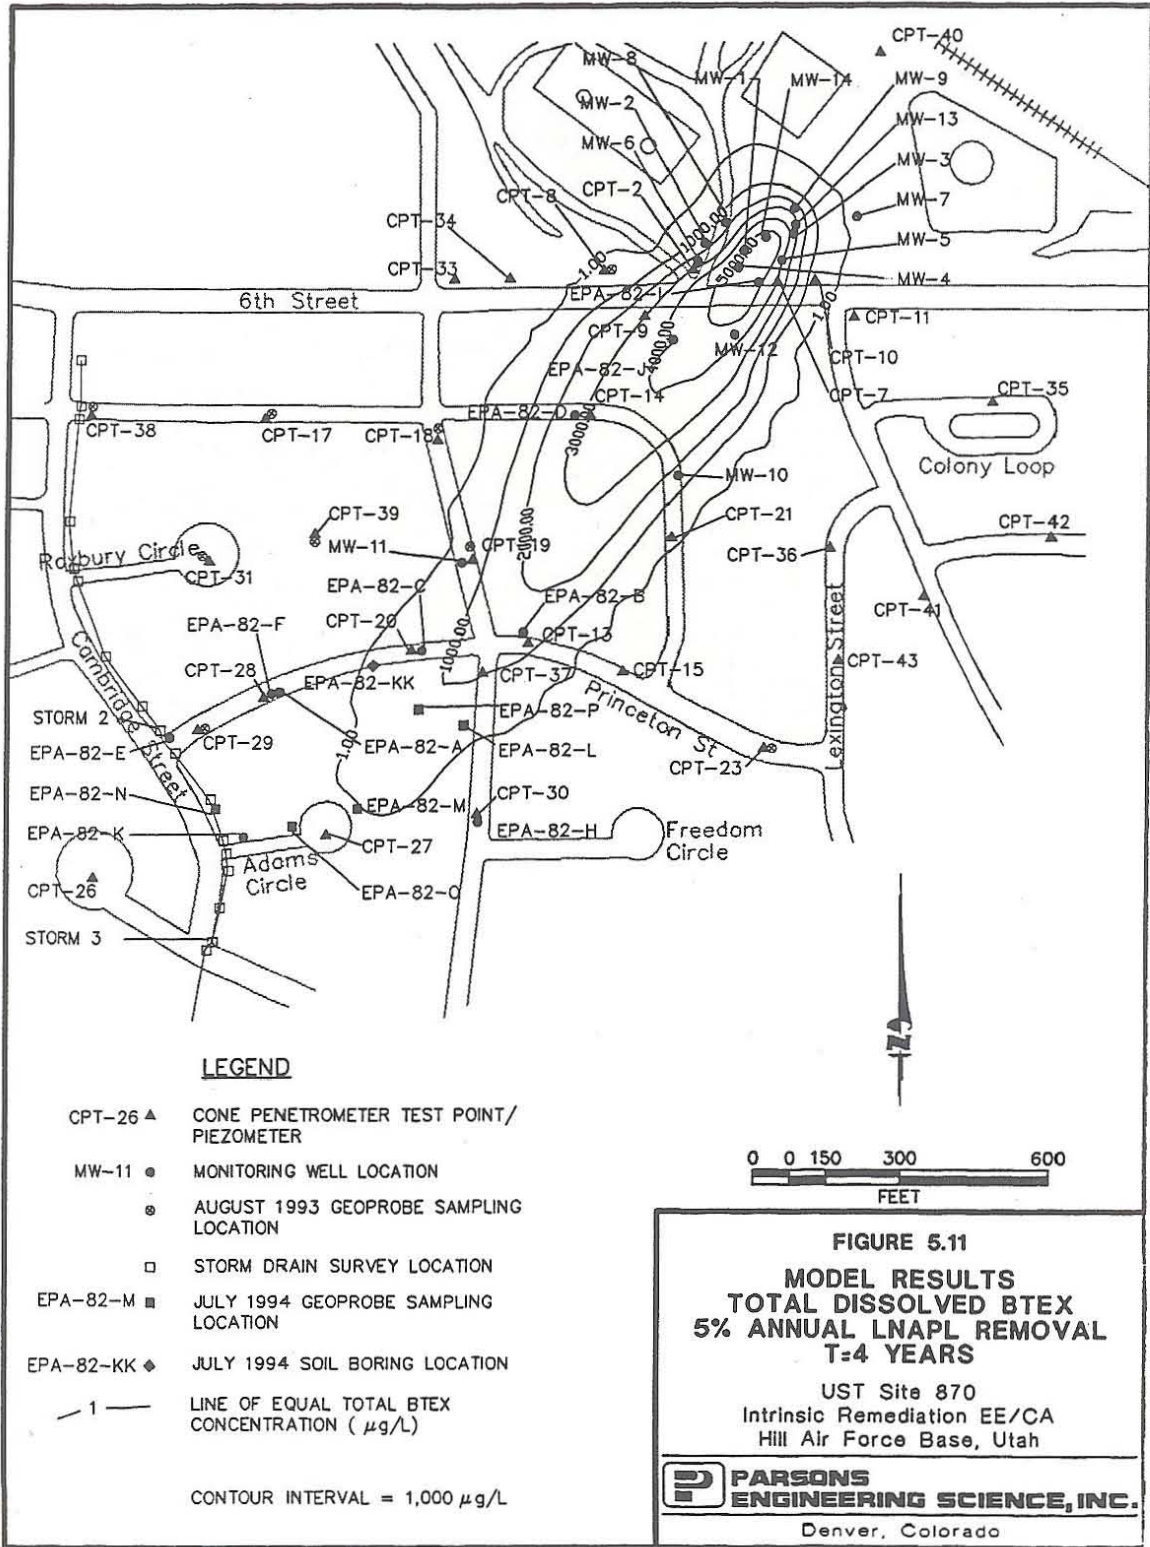 CPT-40
MW-8
MW-1
MW-14
MW-9
MW-2
MW-13
MW-6
MW-3
CPT-2
CPT-8
MW-7
CPT-34
1000.00
MW-5
1.00
5000.00
CPT-33
MW-4
EPA-82-I
6th Street
1.00
CPT-11
CPT-9
4000.00
MW-12
CPT-10
EPA-82-J
CPT-14
CPT-7
CPT-35
EPA-82-D
3000.00
CPT-38
CPT-17
CPT-18
Colony Loop
MW-10
CPT-39
CPT-21
CPT-42
2000.00
MW-11
CPT-19
CPT-36
Roxbury Circle
CPT-31
EPA-82-C
EPA-82-B
CPT-41
EPA-82-F
CPT-20
CPT-13
1000.00
Lexington Street
CPT-43
Cambridge Street
CPT-28
EPA-82-KK
CPT-37
CPT-15
STORM 2
EPA-82-P
Princeton St
CPT-29
EPA-82-E
1.00
EPA-82-A
EPA-82-L
CPT-23
EPA-82-N
EPA-82-M
CPT-30
EPA-82-K
EPA-82-H
Freedom
Circle
CPT-27
Adams
Circle
CPT-26
EPA-82-O
STORM 3
N
LEGEND
CPT-26 CONE PENETROMETER TEST POINT/
PIEZOMETER
MW-11 MONITORING WELL LOCATION
AUGUST 1993 GEOPROBE SAMPLING
LOCATION
STORM DRAIN SURVEY LOCATION
EPA-82-M JULY 1994 GEOPROBE SAMPLING
LOCATION
EPA-82-KK JULY 1994 SOIL BORING LOCATION
1 LINE OF EQUAL TOTAL BTEX
CONCENTRATION ( µg/L)
CONTOUR INTERVAL = 1,000 µg/L
0 0 150 300 600
FEET
FIGURE 5.11
MODEL RESULTS
TOTAL DISSOLVED BTEX
5% ANNUAL LNAPL REMOVAL
T=4 YEARS
UST Site 870
Intrinsic Remediation EE/CA
Hill Air Force Base, Utah
PARSONS
ENGINEERING SCIENCE, INC.
Denver, Colorado